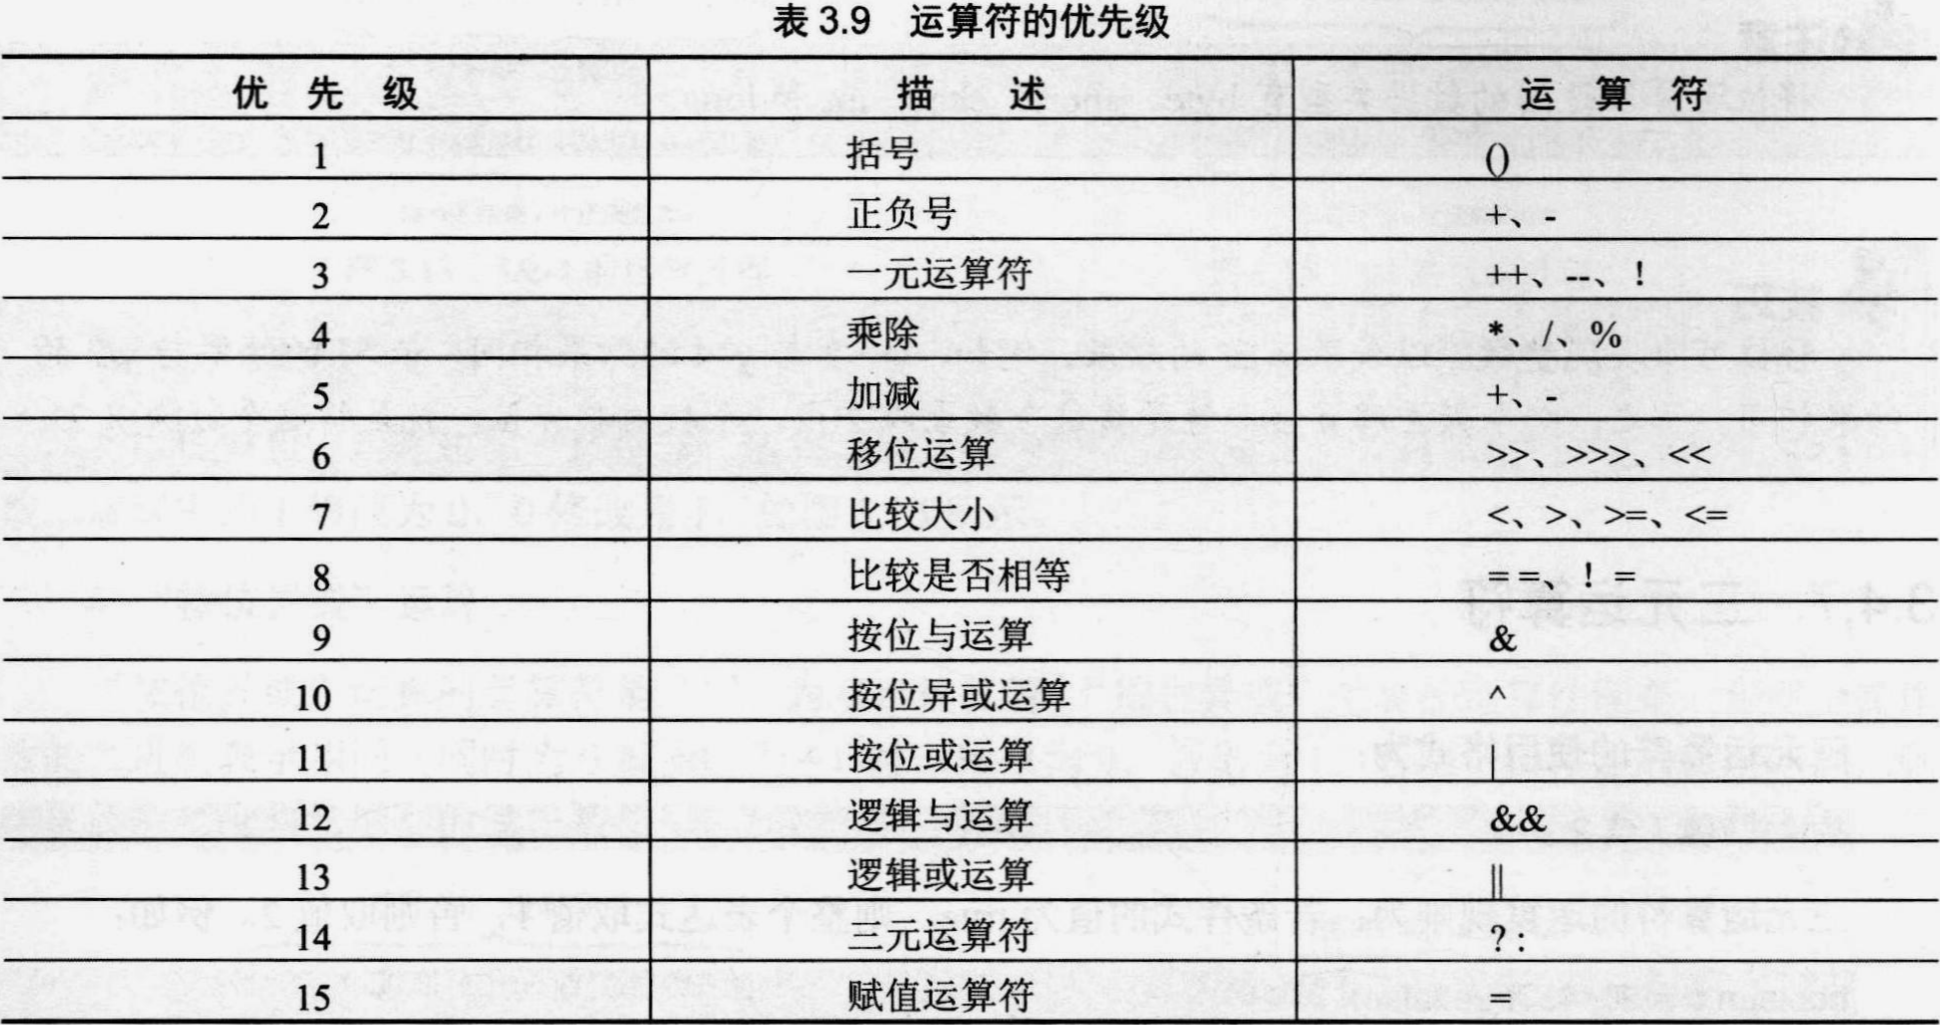 表 3.9 运算符的优先级
优 先 级 描 述 运 算 符
1 括号 ()
2 正负号 +、-
3 一元运算符 ++、--、!
4 乘除 *、/、%
5 加减 +、-
6 移位运算 >>、>>>、<<
7 比较大小 <、>、>=、<=
8 比较是否相等 = =、! =
9 按位与运算 &
10 按位异或运算 ^
11 按位或运算 |
12 逻辑与运算 &&
13 逻辑或运算 ||
14 三元运算符 ? :
15 赋值运算符 =